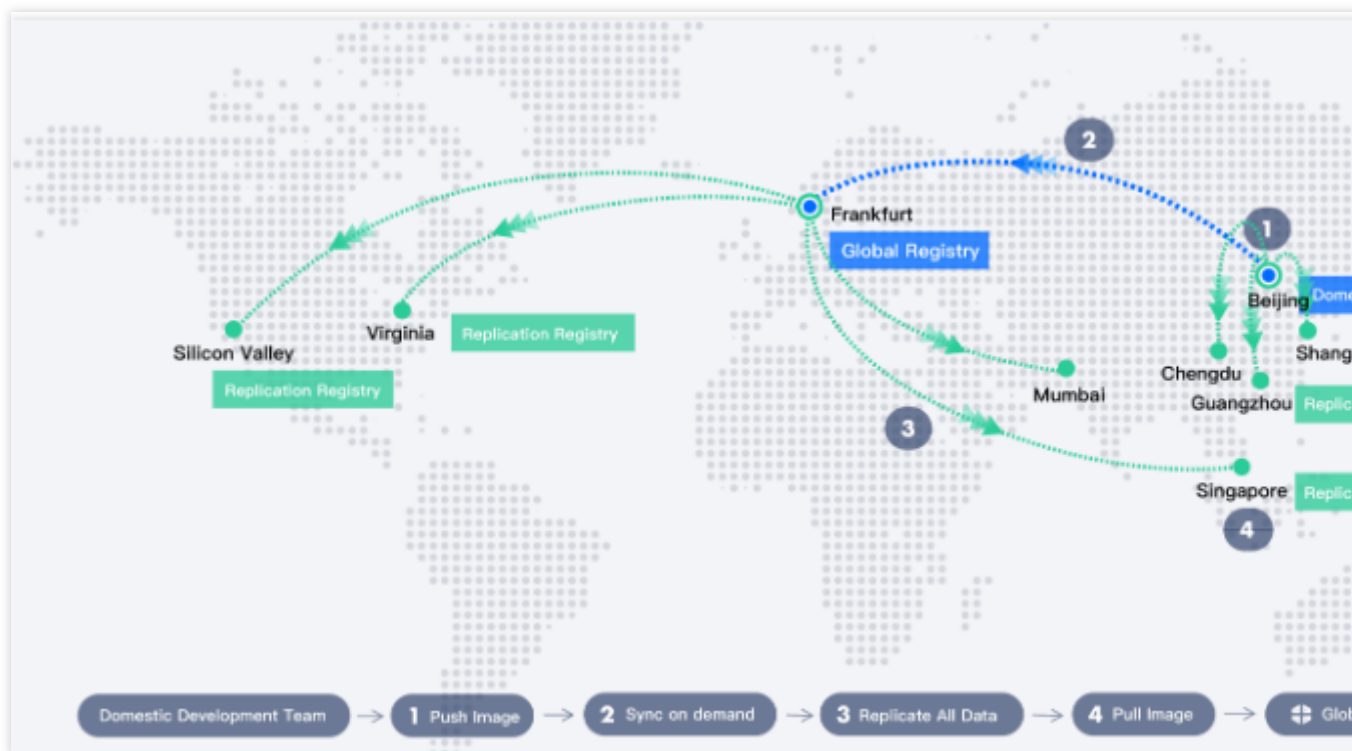 2
Frankfurt
1
Global Registry
Beijing
Virginia
Replication Registry
Silicon Valley
Chengdu
Replication Registry
Mumbai
Guangzhou
3
Singapore
4
Domestic Development Team
1 Push Image
2 Sync on demand
3 Replicate All Data
4 Pull Image